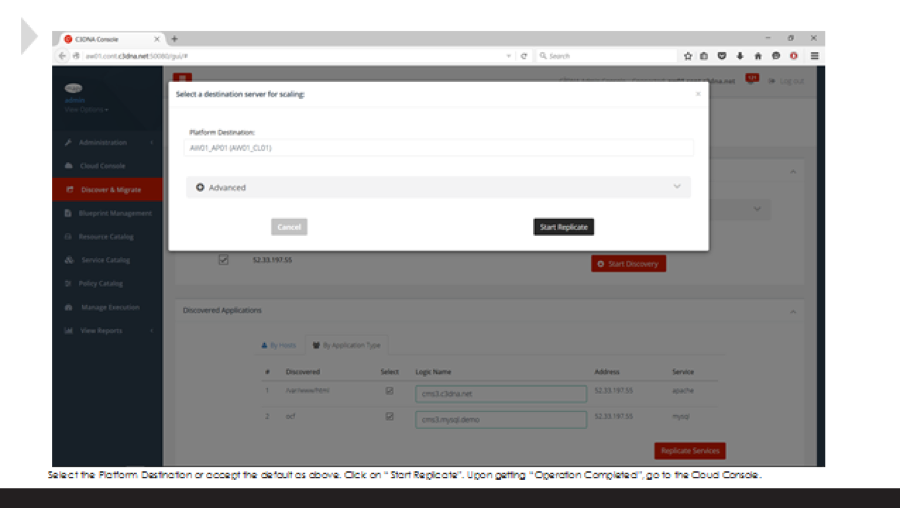 C3DNA Console
aw01.cont.c3dna.net:50080/gui/#
Search
admin
View Options
Log out
Select a destination server for scaling:
Platform Destination:
AW01_AP01 (AW01_CL01)
Advanced
Cancel
Start Replicate
Administration
Cloud Console
Discover & Migrate
Blueprint Management
Resource Catalog
Service Catalog
Policy Catalog
Manage Execution
View Reports
52.33.197.55
Start Discovery
Discovered Applications
By Hosts By Application Type
# Discovered Select Logic Name Address Service
1 /var/www/html cms3.c3dna.net 52.33.197.55 apache
2 ocf cms3.mysql.demo 52.33.197.55 mysql
Replicate Services
Select the Platform Destination or accept the default as above. Click on “Start Replicate”. Upon getting “Operation Completed”, go to the Cloud Console.